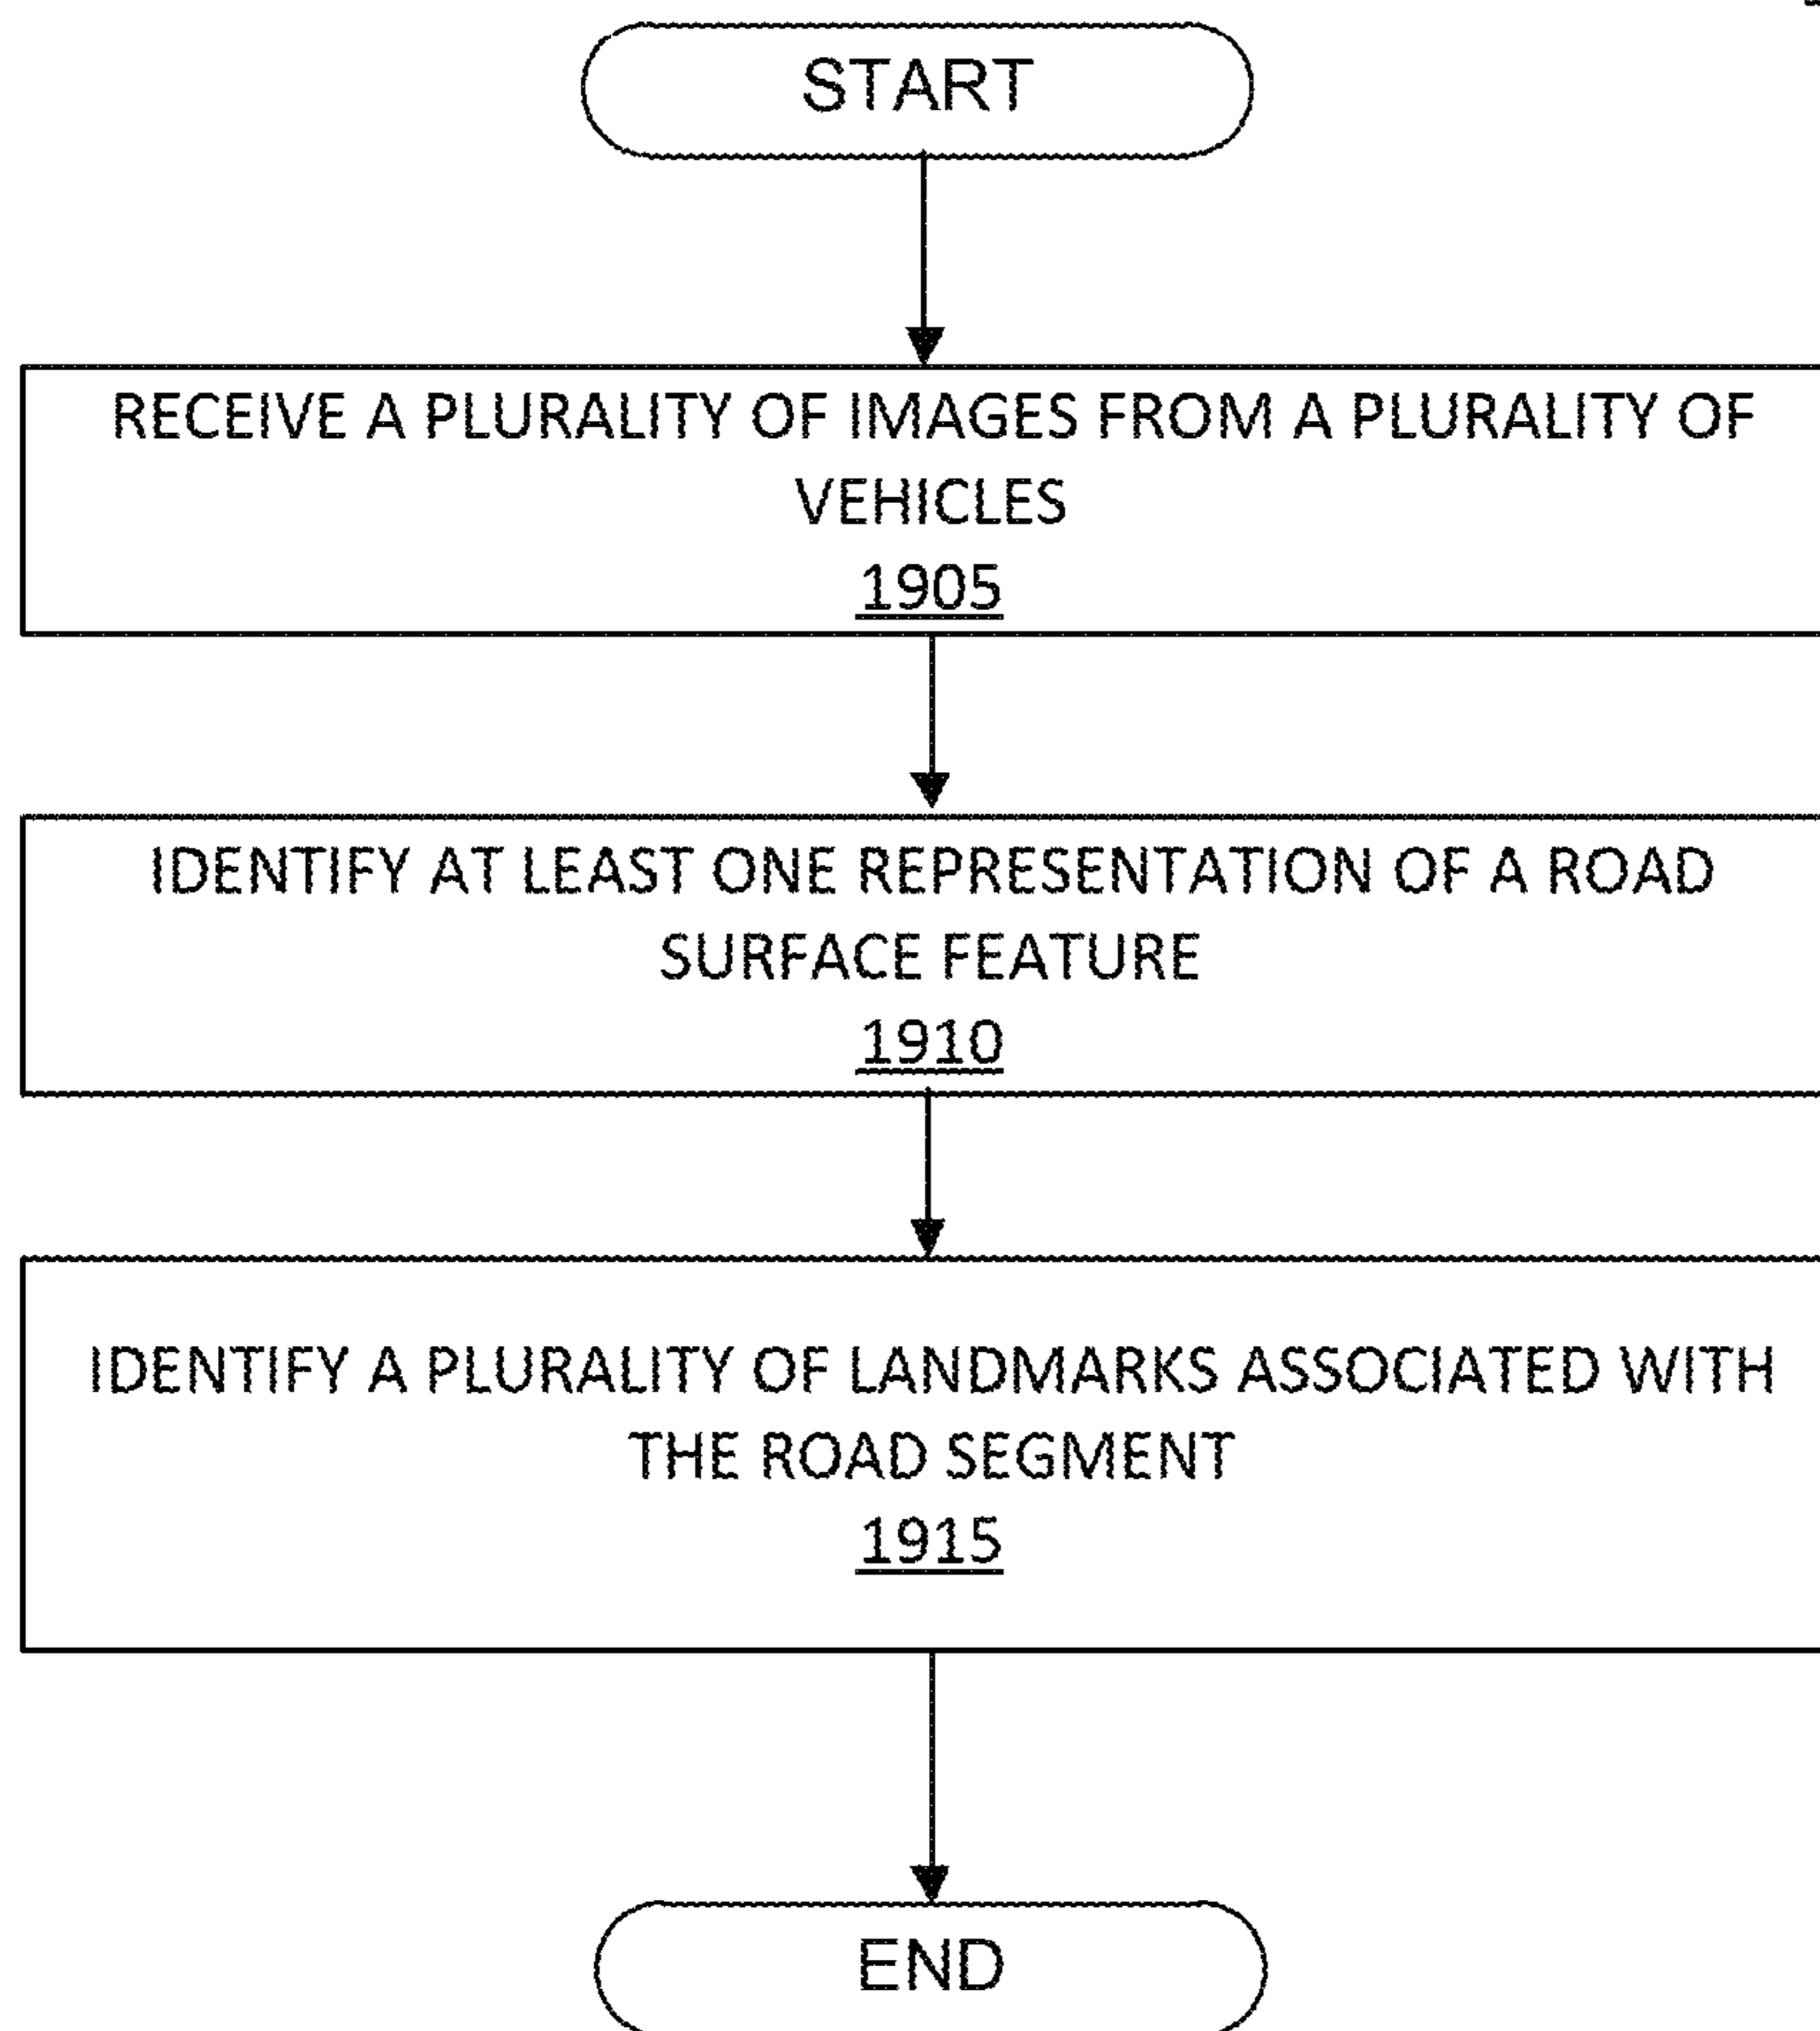 START
RECEIVE A PLURALITY OF IMAGES FROM A PLURALITY OF
VEHICLES
1905
IDENTIFY AT LEAST ONE REPRESENTATION OF A ROAD
SURFACE FEATURE
1910
IDENTIFY A PLURALITY OF LANDMARKS ASSOCIATED WITH
THE ROAD SEGMENT
1915
END